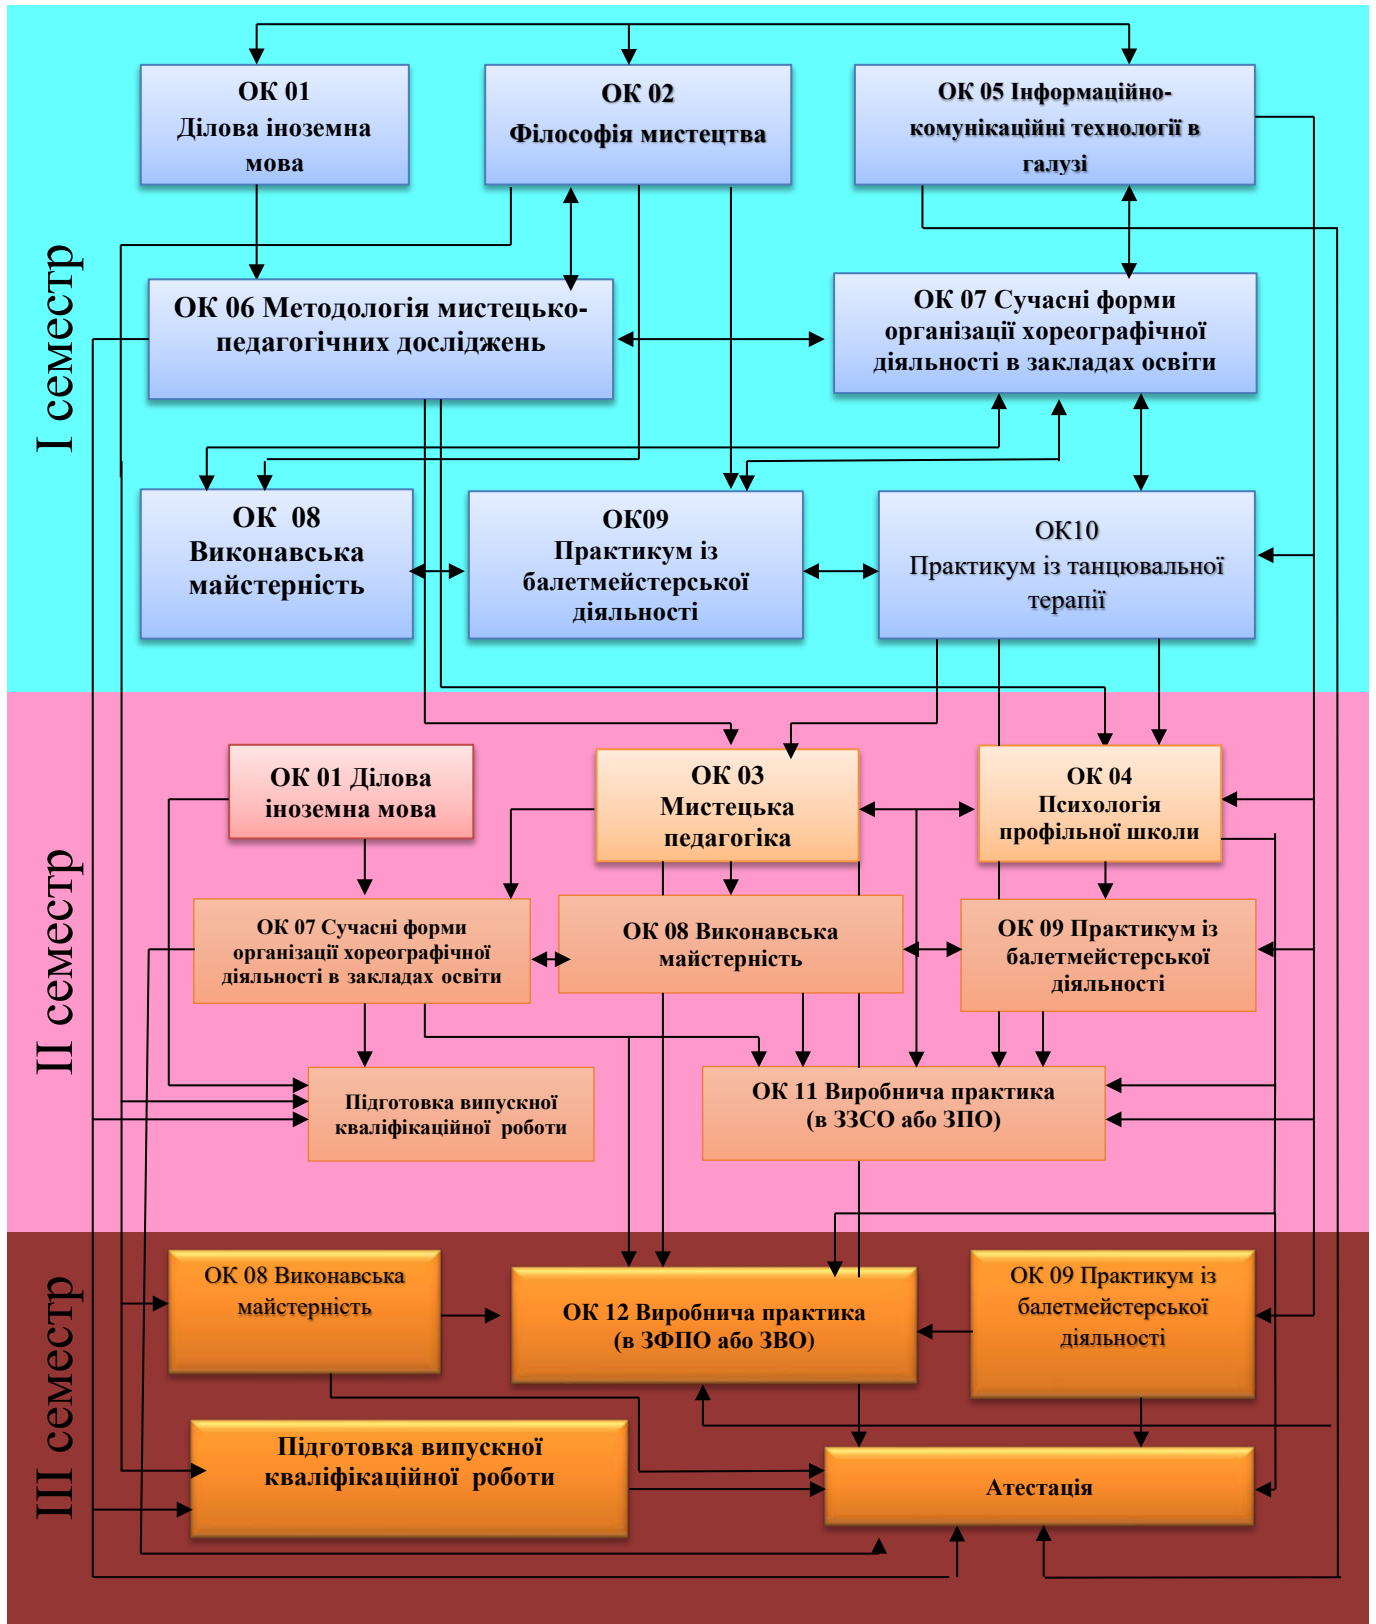 I семестр
ОК 01
Ділова іноземна
мова
ОК 02
Філософія мистецтва
ОК 05 Інформаційно-
комунікаційні технології в
галузі
ОК 06 Методологія мистецько-
педагогічних досліджень
ОК 07 Сучасні форми
організації хореографічної
діяльності в закладах освіти
ОК 08
Виконавська
майстерність
ОК09
Практикум із
балетмейстерської
діяльності
ОК10
Практикум із танцювальної
терапії
II семестр
ОК 01 Ділова
іноземна мова
ОК 03
Мистецька
педагогіка
ОК 04
Психологія
профільної школи
ОК 07 Сучасні форми
організації хореографічної
діяльності в закладах освіти
ОК 08 Виконавська
майстерність
ОК 09 Практикум із
балетмейстерської
діяльності
Підготовка випускної
кваліфікаційної роботи
ОК 11 Виробнича практика
(в ЗЗСО або ЗПО)
III семестр
ОК 08 Виконавська
майстерність
ОК 12 Виробнича практика
(в ЗФПО або ЗВО)
ОК 09 Практикум із
балетмейстерської
діяльності
Підготовка випускної
кваліфікаційної роботи
Атестація